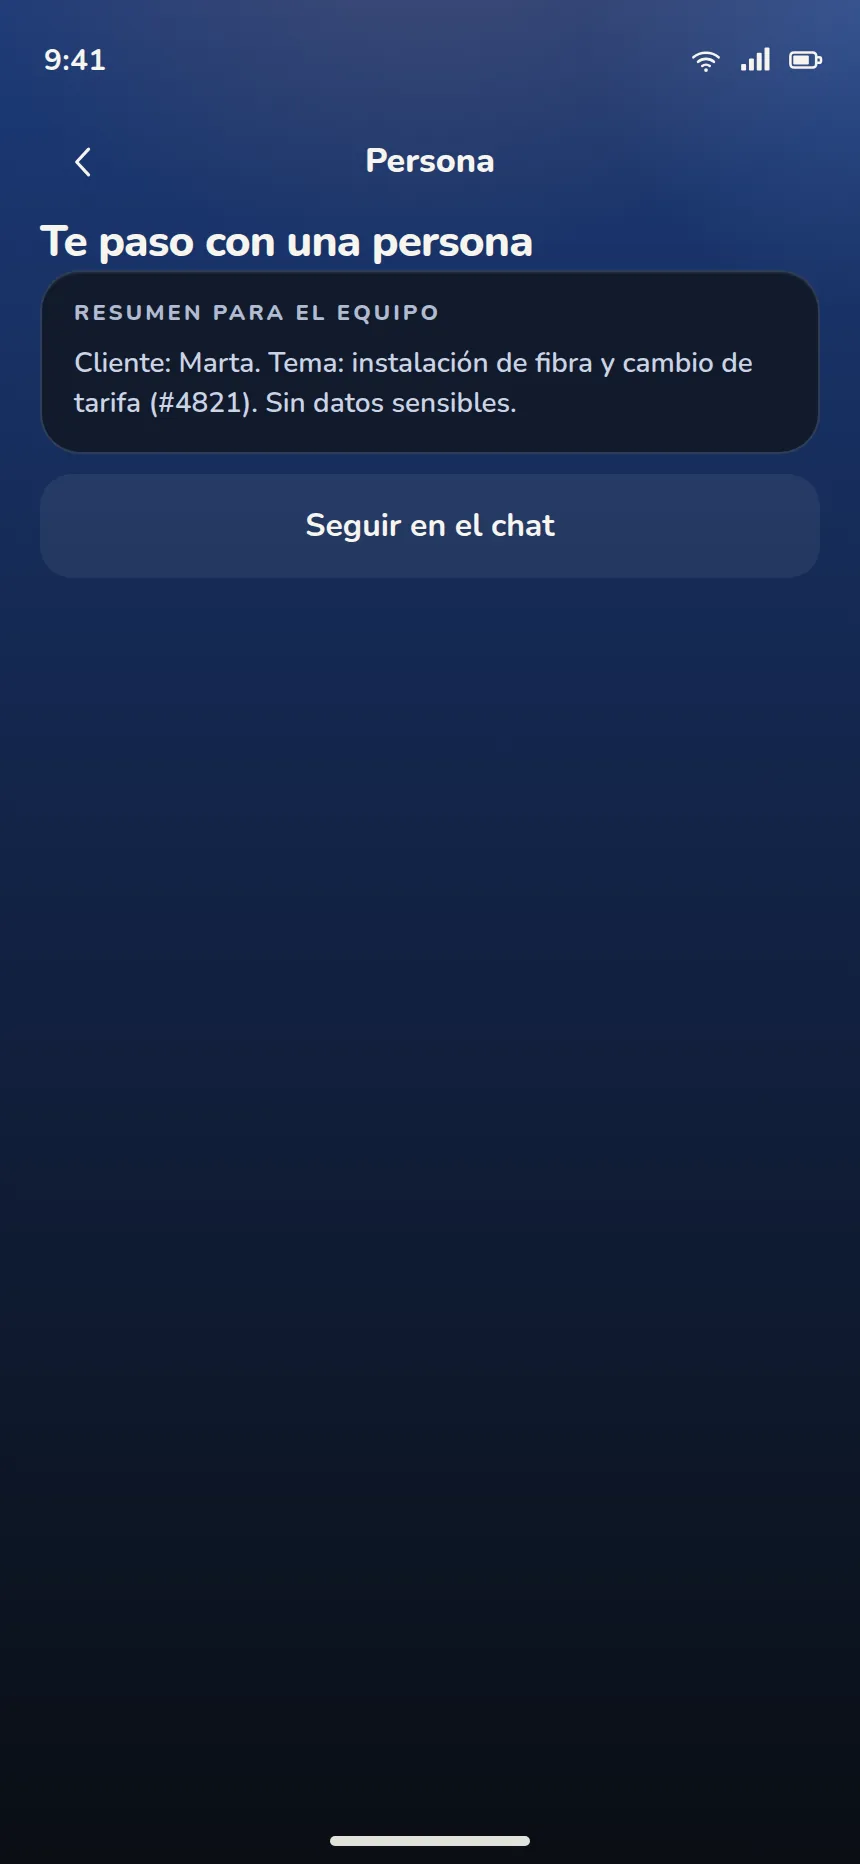 9:41
Persona
Te paso con una persona
RESUMEN PARA EL EQUIPO
Cliente: Marta. Tema: instalación de fibra y cambio de
tarifa (#4821). Sin datos sensibles.
Seguir en el chat